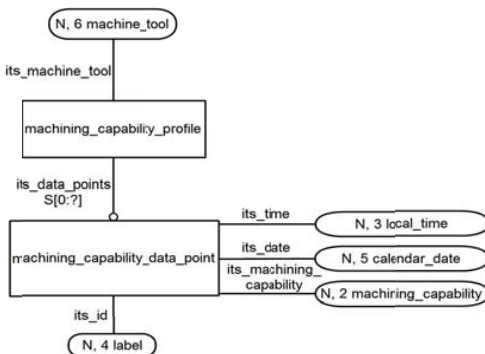 N, 6 machine_tool
its_machine_tool
machining_capability_profile
its_data_points
S[0:?]
its_time
N, 3 local_time
its_date
machining_capability_data_point
N, 5 calendar_date
its_machining_
capability
N, 2 machining_capability
its_id
N, 4 label